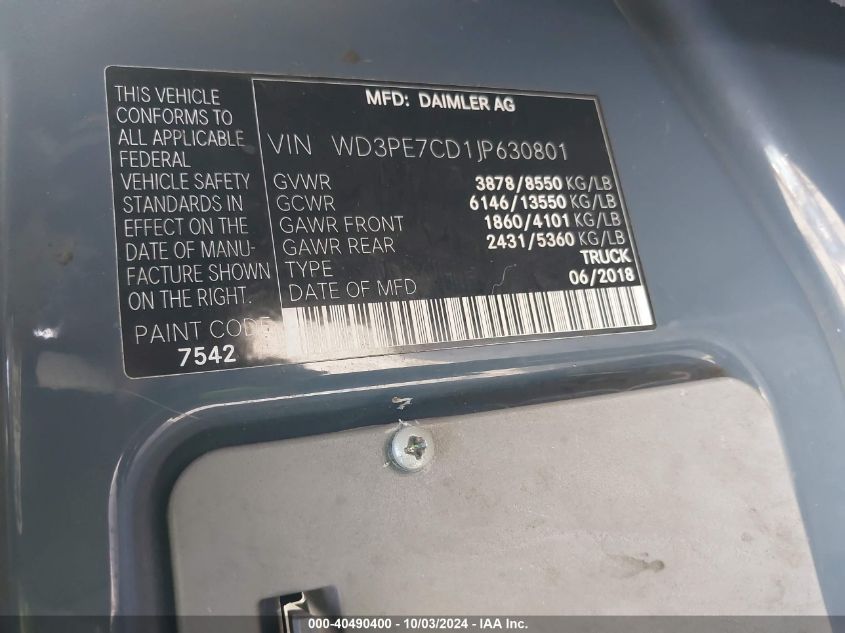 THIS VEHICLE
CONFORMS TO
ALL APPLICABLE
FEDERAL
VEHICLE SAFETY
STANDARDS IN
EFFECT ON THE
DATE OF MANU-
FACTURE SHOWN
ON THE RIGHT.
PAINT CODE
7542
MFD: DAIMLER AG
VIN WD3PE7CD1JP630801
GVWR 3878/8550 KG/LB
GCWR 6146/13550 KG/LB
GAWR FRONT 1860/4101 KG/LB
GAWR REAR 2431/5360 KG/LB
TYPE TRUCK
DATE OF MFD 06/2018
000-40490400 - 10/03/2024 - IAA Inc.